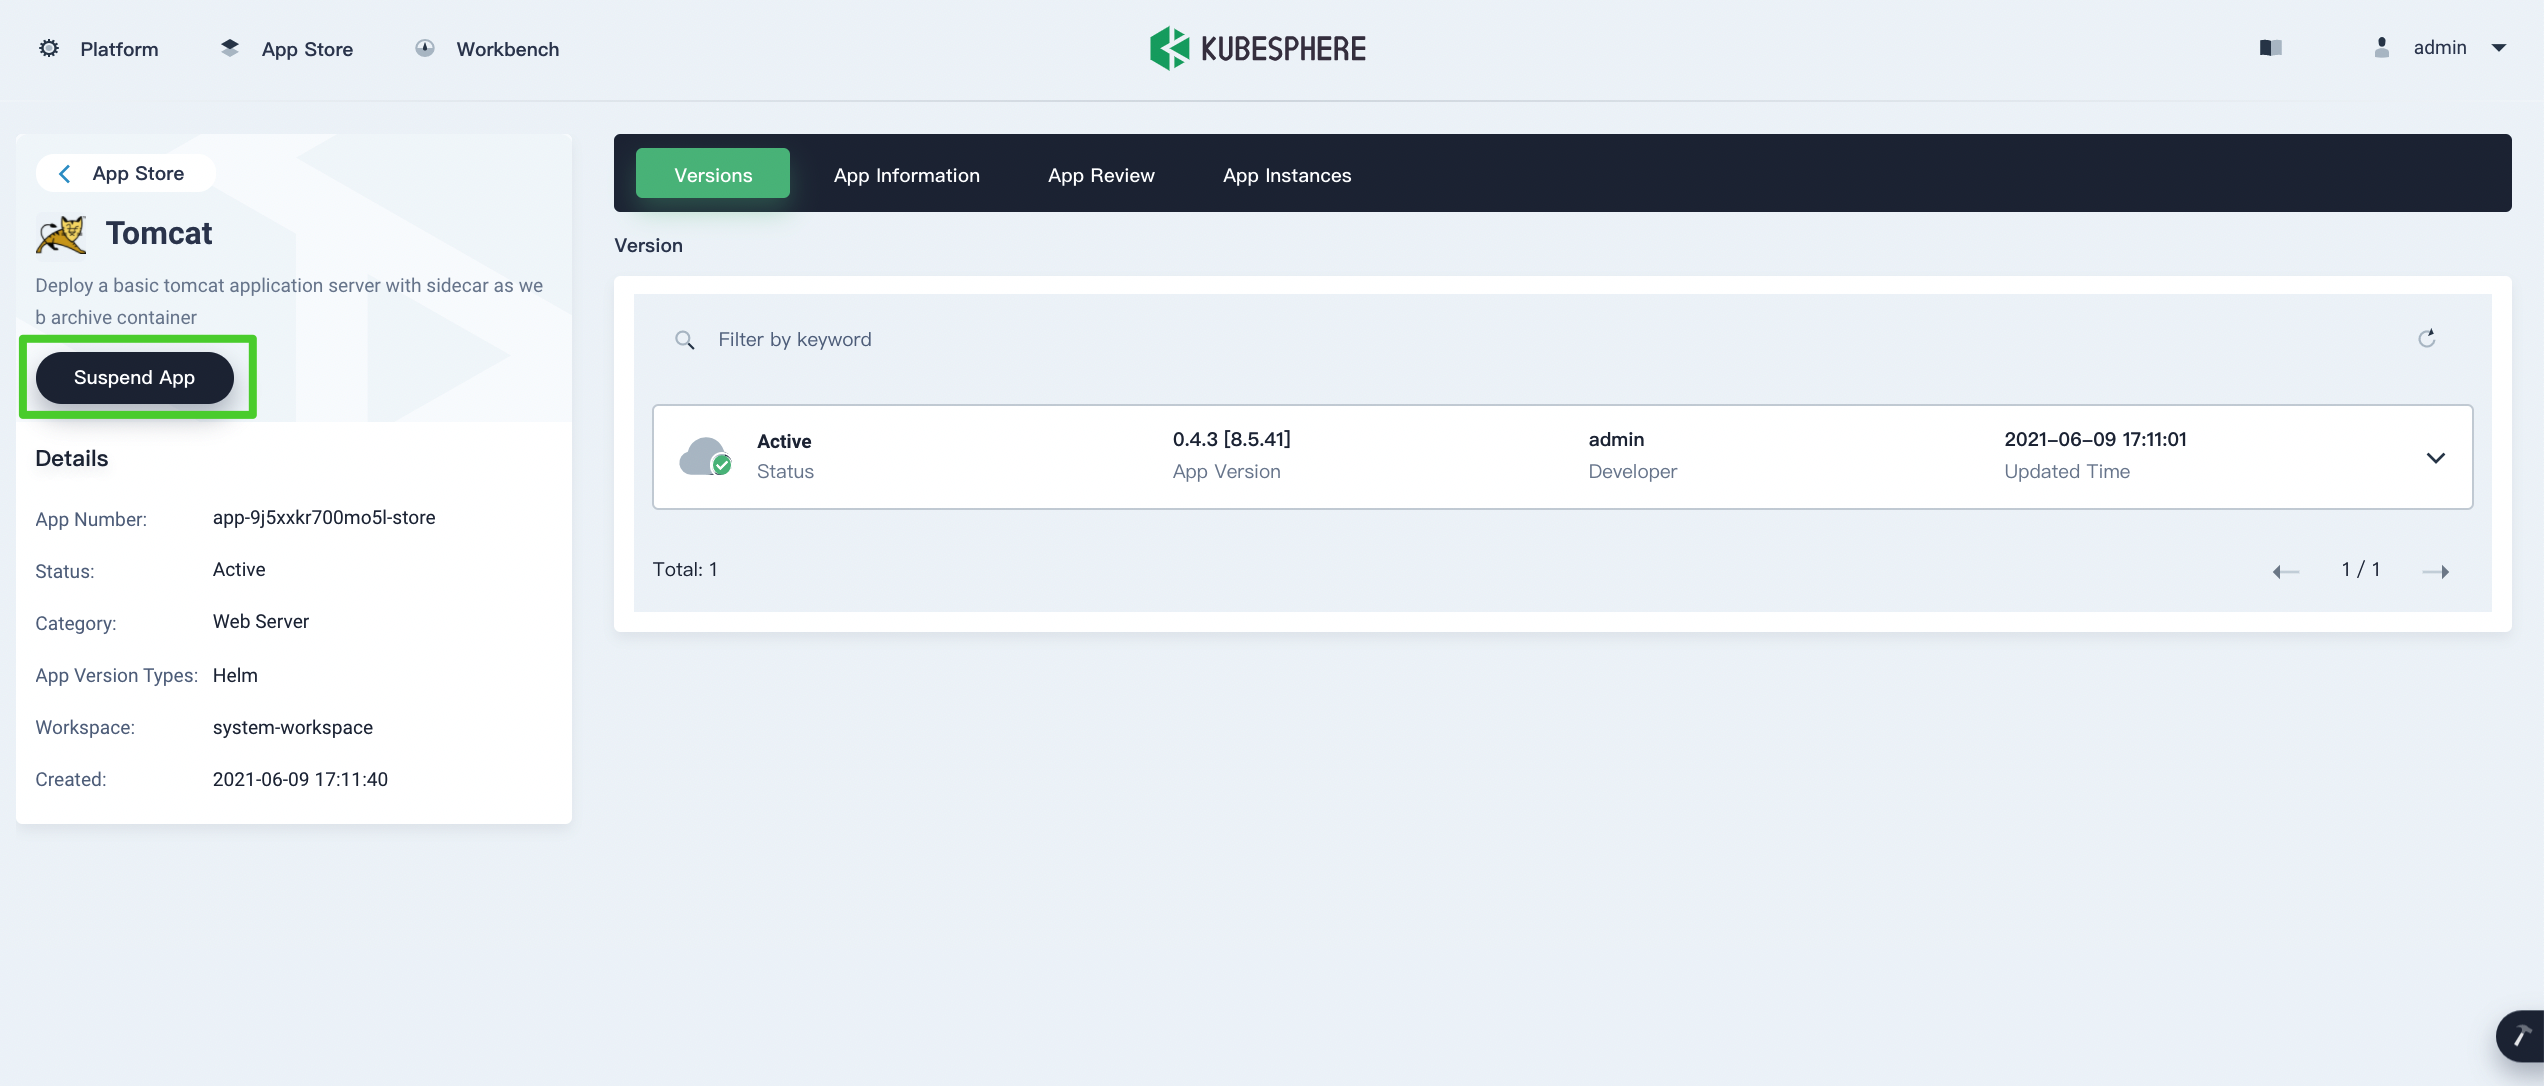 Platform
App Store
Workbench
KUBESPHERE
admin
App Store
Tomcat
Deploy a basic tomcat application server with sidecar as we
b archive container
Suspend App
Details
App Number: app-9j5xxkr700mo5l-store
Status: Active
Category: Web Server
App Version Types: Helm
Workspace: system-workspace
Created: 2021-06-09 17:11:40
Versions
App Information
App Review
App Instances
Version
Filter by keyword
Active
Status
0.4.3 [8.5.41]
App Version
admin
Developer
2021-06-09 17:11:01
Updated Time
Total: 1
1 / 1